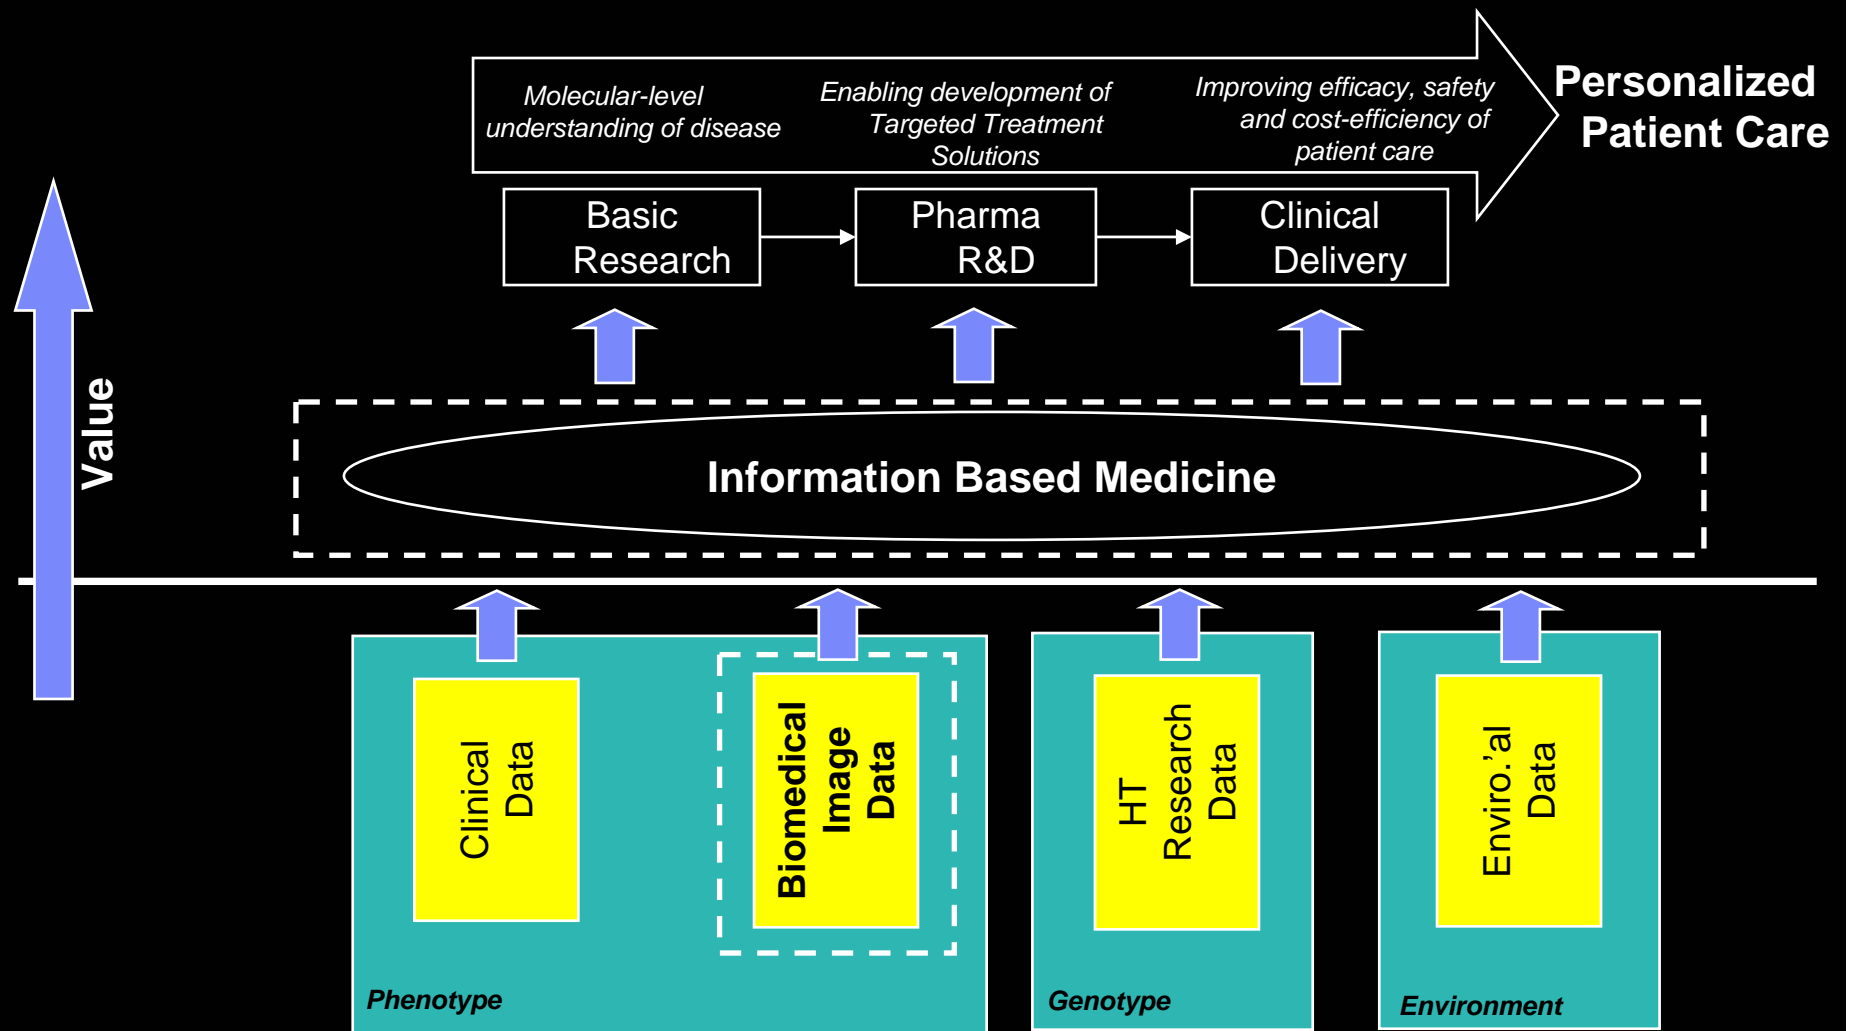 Molecular-level
understanding of disease
Enabling development of
Targeted Treatment
Solutions
Improving efficacy, safety
and cost-efficiency of
patient care
Personalized
Patient Care
Basic
Research
Pharma
R&D
Clinical
Delivery
Value
Information Based Medicine
Clinical
Data
Biomedical
Image
Data
HT
Research
Data
Enviro.'al
Data
Phenotype
Genotype
Environment